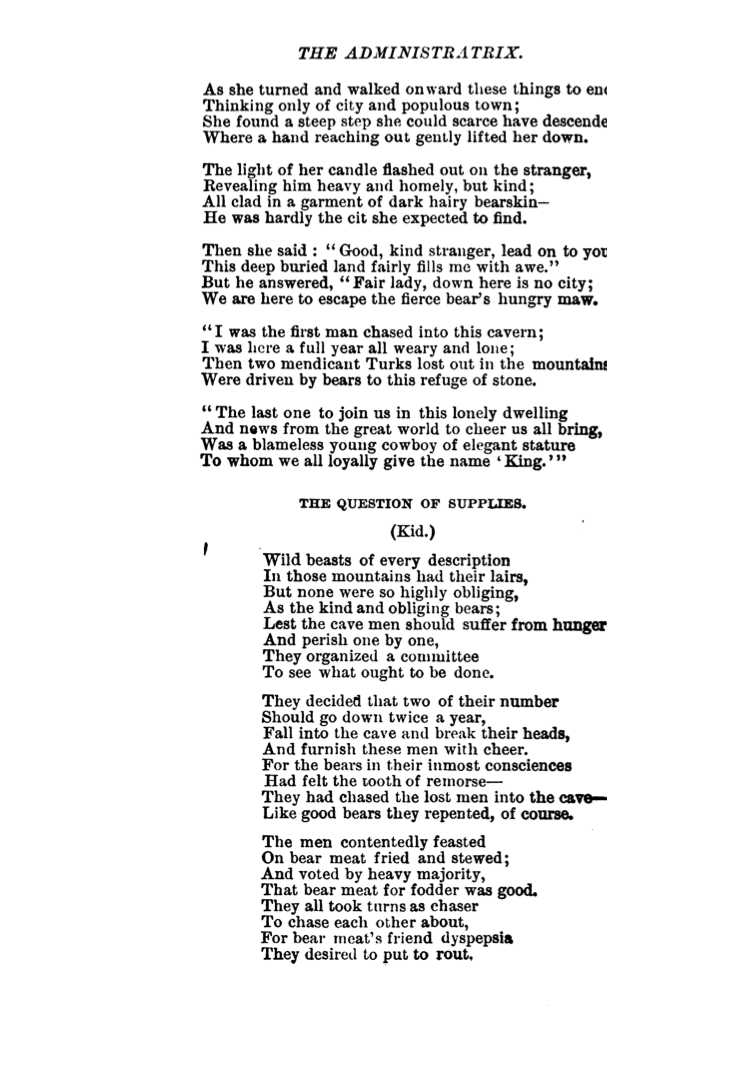 THE ADMINISTRATRIX.
As she turned and walked onward these things to
Thinking only of city and populous town;
She found a steep step she could scarce have descende
Where a hand reaching out gently lifted her down.
The light of her candle flashed out on the stranger,
Revealing him heavy and homely, but kind;
All clad in a garment of dark hairy bearskin—
He was hardly the cit she expected to find.
Then she said : “Good, kind stranger, lead on to
This deep buried land fairly fills me with awe.”
But he answered, “Fair lady, down here is no city;
We are here to escape the fierce bear's hungry maw.
“I was the first man chased into this cavern;
I was here a full year all weary and lone;
Then two mendicant Turks lost out in the mountains
Were driven by bears to this refuge of stone.
“The last one to join us in this lonely dwelling
And news from the great world to cheer us all bring,
Was a blameless young cowboy of elegant stature
To whom we all loyally give the name ‘King.’”
THE QUESTION OF SUPPLIES.
(Kid.)
Wild beasts of every description
In those mountains had their lairs,
But none were so highly obliging,
As the kind and obliging bears;
Lest the cave men should suffer from hunger
And perish one by one,
They organized a committee
To see what ought to be done.
They decided that two of their number
Should go down twice a year,
Fall into the cave and break their heads,
And furnish these men with cheer.
For the bears in their inmost consciences
Had felt the tooth of remorse—
They had chased the lost men into the cave—
Like good bears they repented, of course.
The men contentedly feasted
On bear meat fried and stewed;
And voted by heavy majority,
That bear meat for fodder was good.
They all took turns as chaser
To chase each other about,
For bear meat's friend dyspepsia
They desired to put to rout.